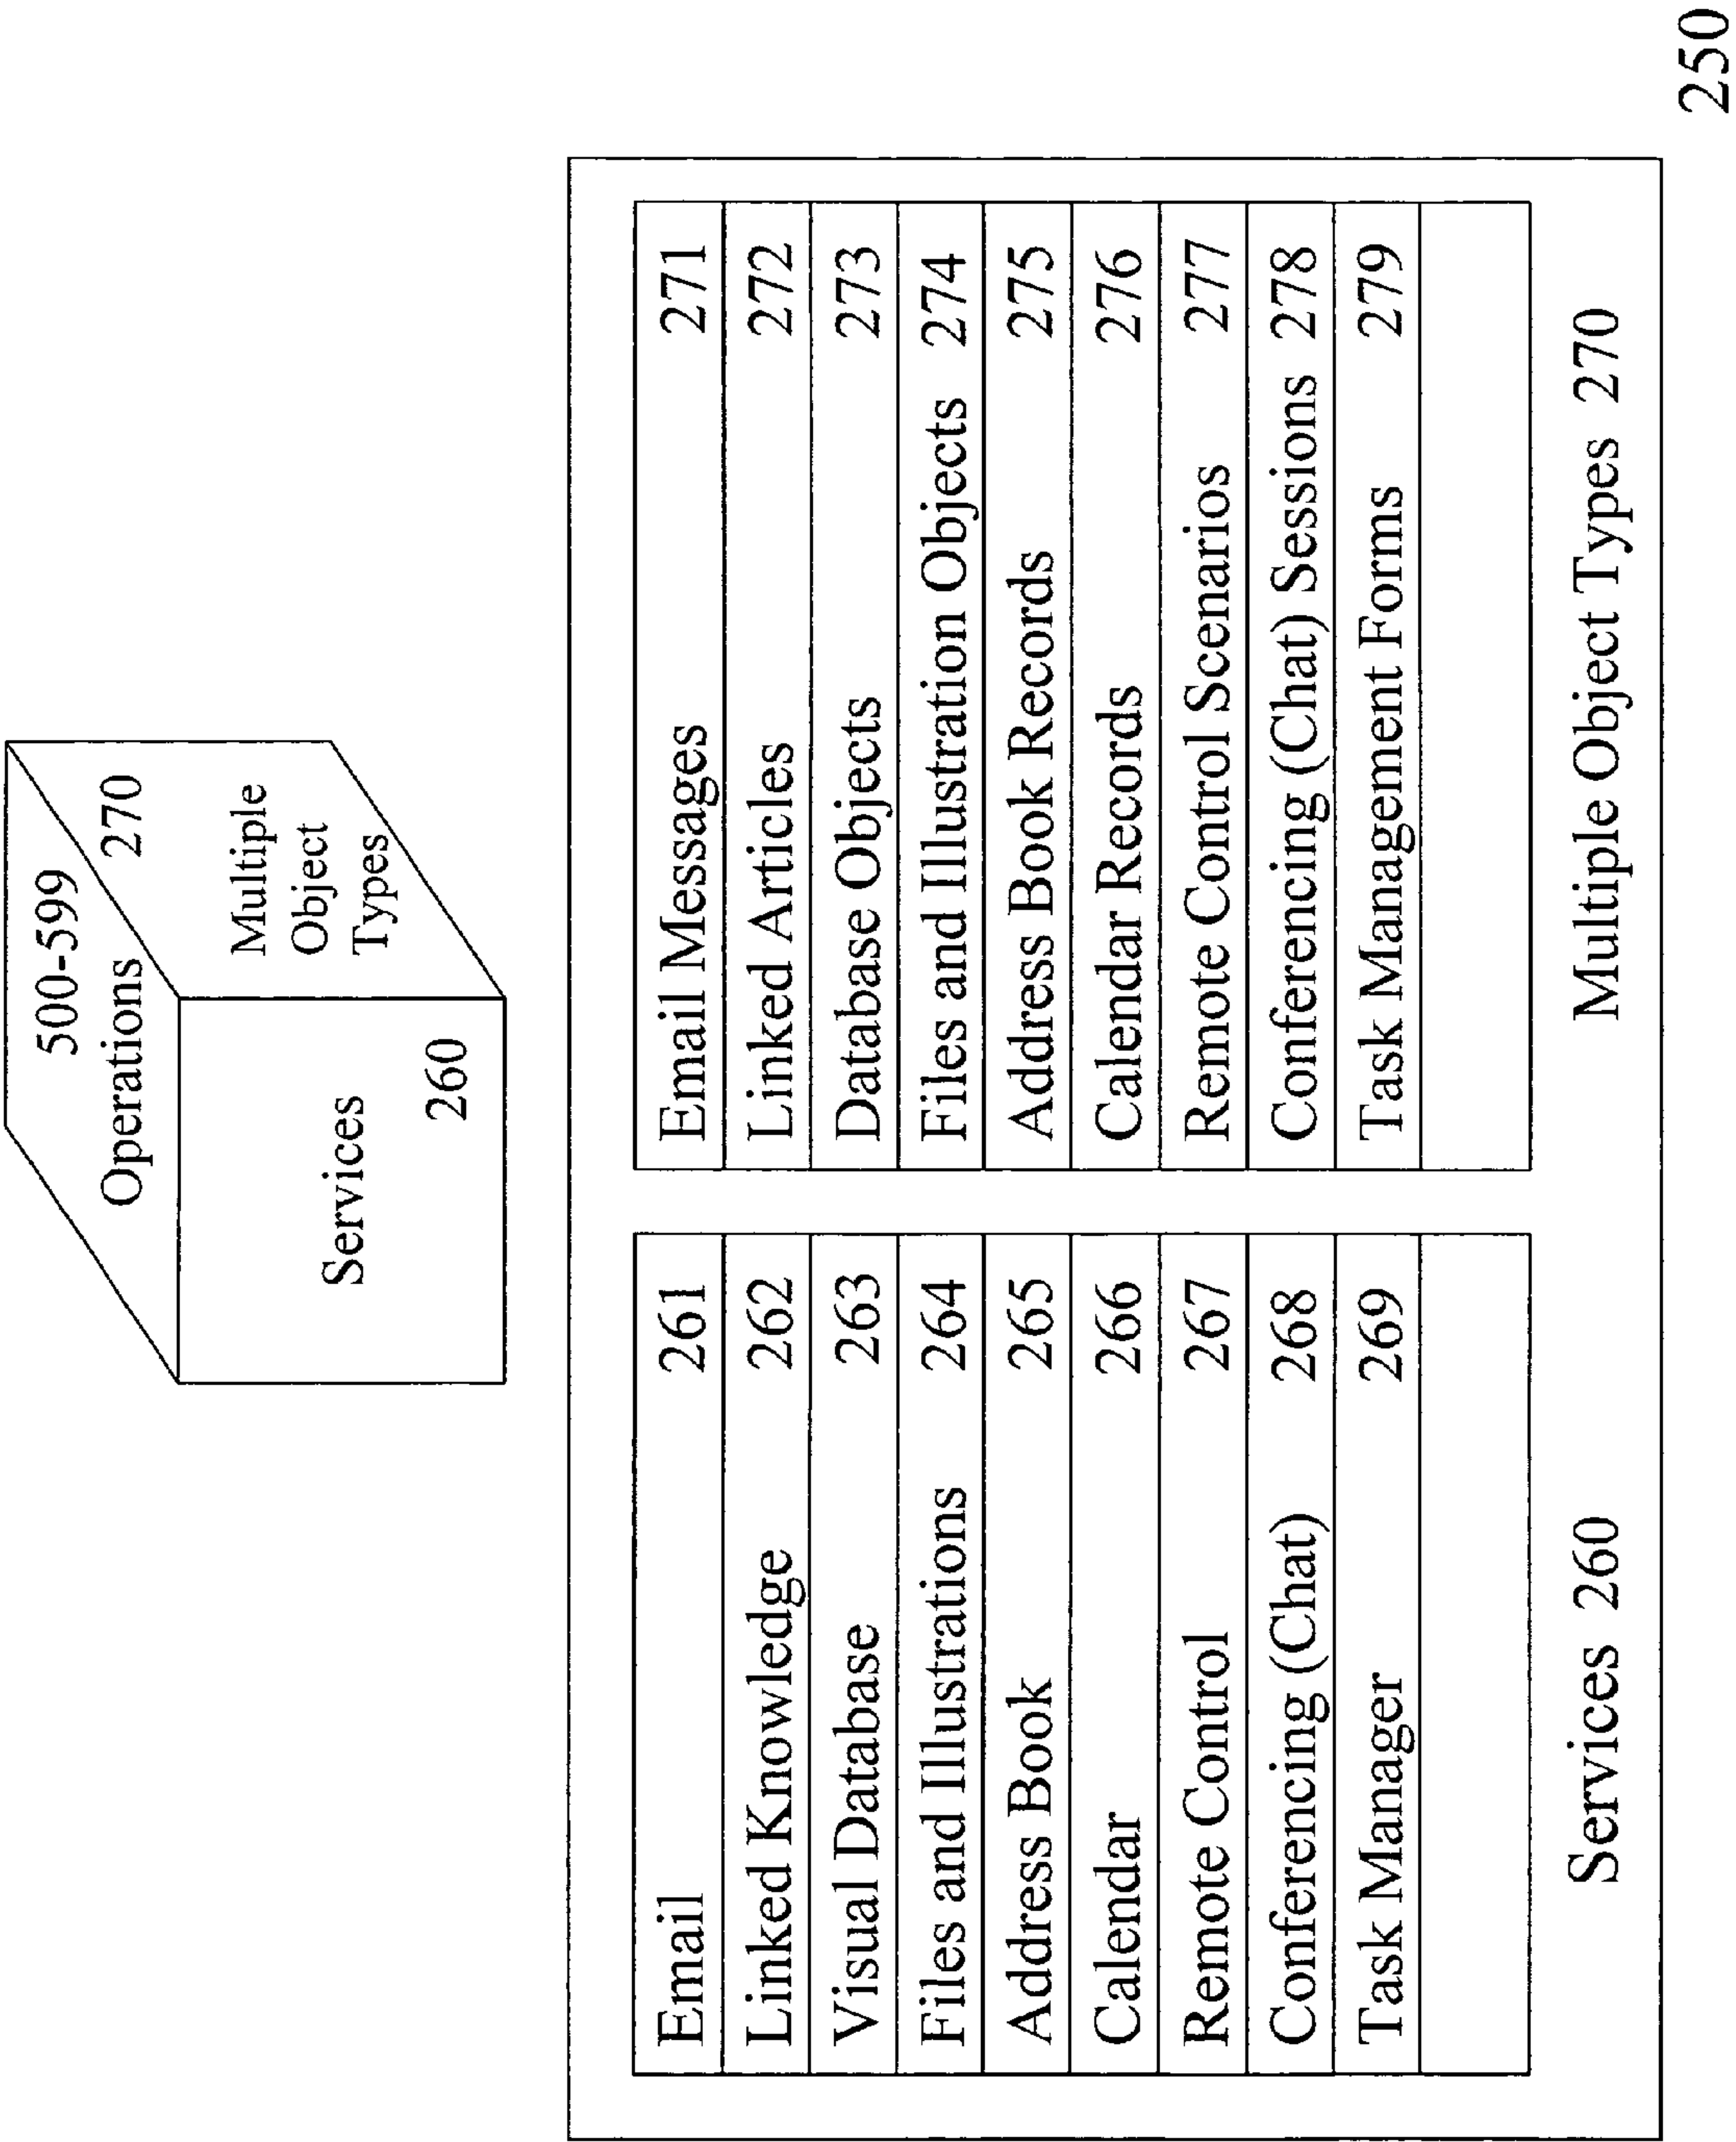 500-599
Operations
270
Multiple
Object
Types
Services
260
Email 261
Linked Knowledge 262
Visual Database 263
Files and Illustrations 264
Address Book 265
Calendar 266
Remote Control 267
Conferencing (Chat) 268
Task Manager 269
Services 260
Email Messages 271
Linked Articles 272
Database Objects 273
Files and Illustration Objects 274
Address Book Records 275
Calendar Records 276
Remote Control Scenarios 277
Conferencing (Chat) Sessions 278
Task Management Forms 279
Multiple Object Types 270
250